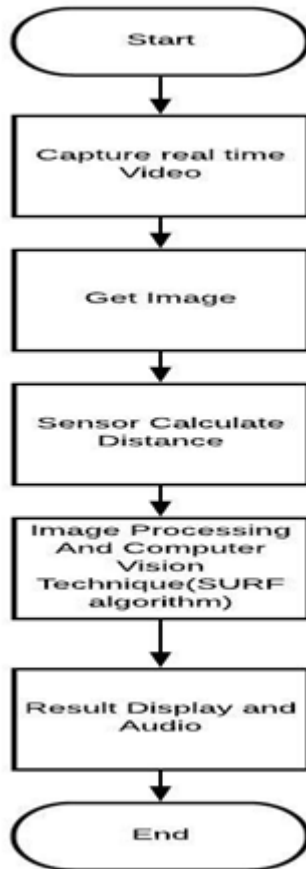 Start
Capture real time
Video
Get Image
Sensor Calculate
Distance
Image Processing
And Computer
Vision
Technique(SURF
algorithm)
Result Display and
Audio
End